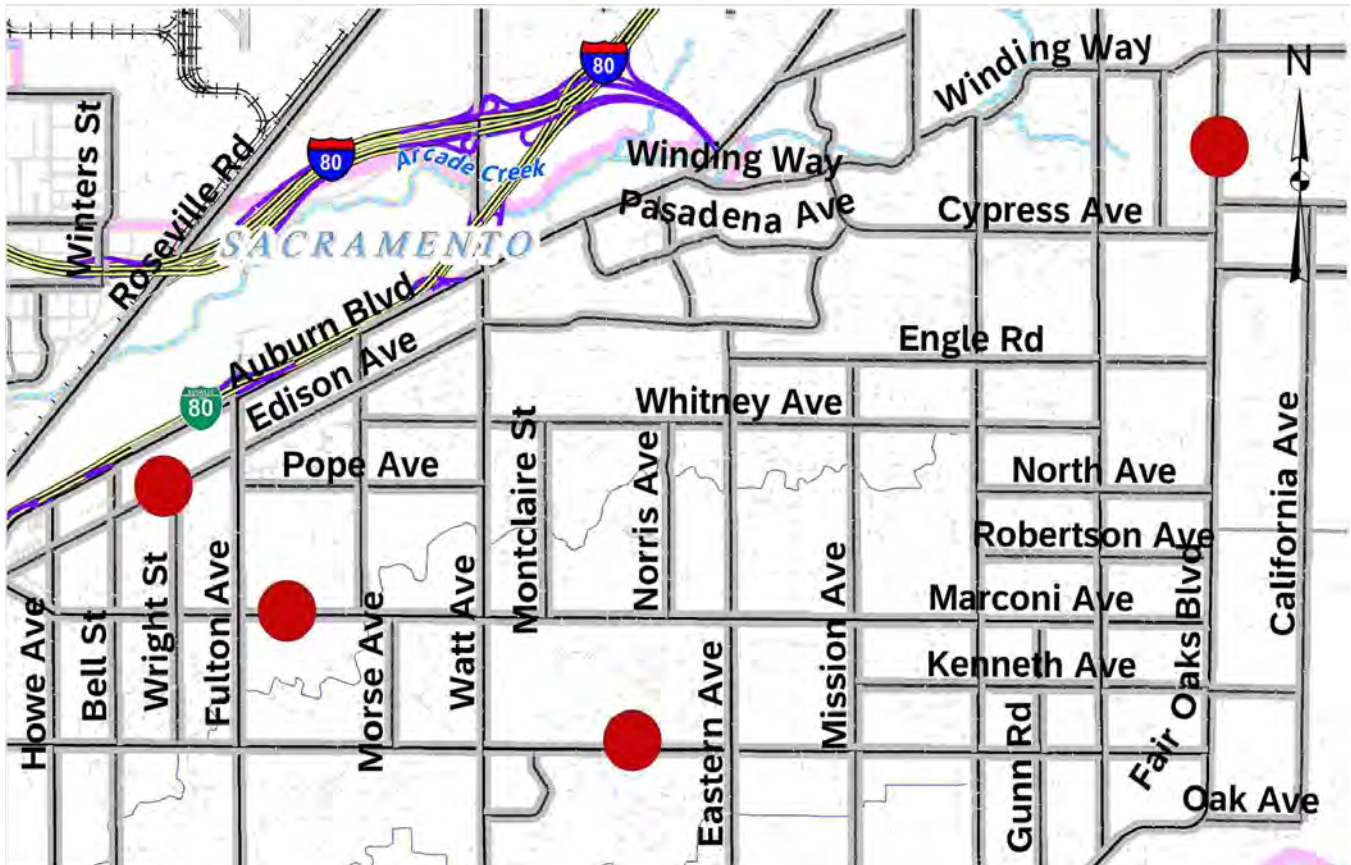 Winding Way
N
80
80
Winters St
Roseville Rd
Arcade Creek
Winding Way
Pasadena Ave
Cypress Ave
SACRAMENTO
Auburn Blvd
Edison Ave
Engle Rd
80
Whitney Ave
California Ave
Pope Ave
Montclaire St
Norris Ave
North Ave
Robertson Ave
Marconi Ave
Howe Ave
Bell St
Wright St
Fulton Ave
Morse Ave
Watt Ave
Eastern Ave
Mission Ave
Kenneth Ave
Gunn Rd
Fair Oaks Blvd
Oak Ave